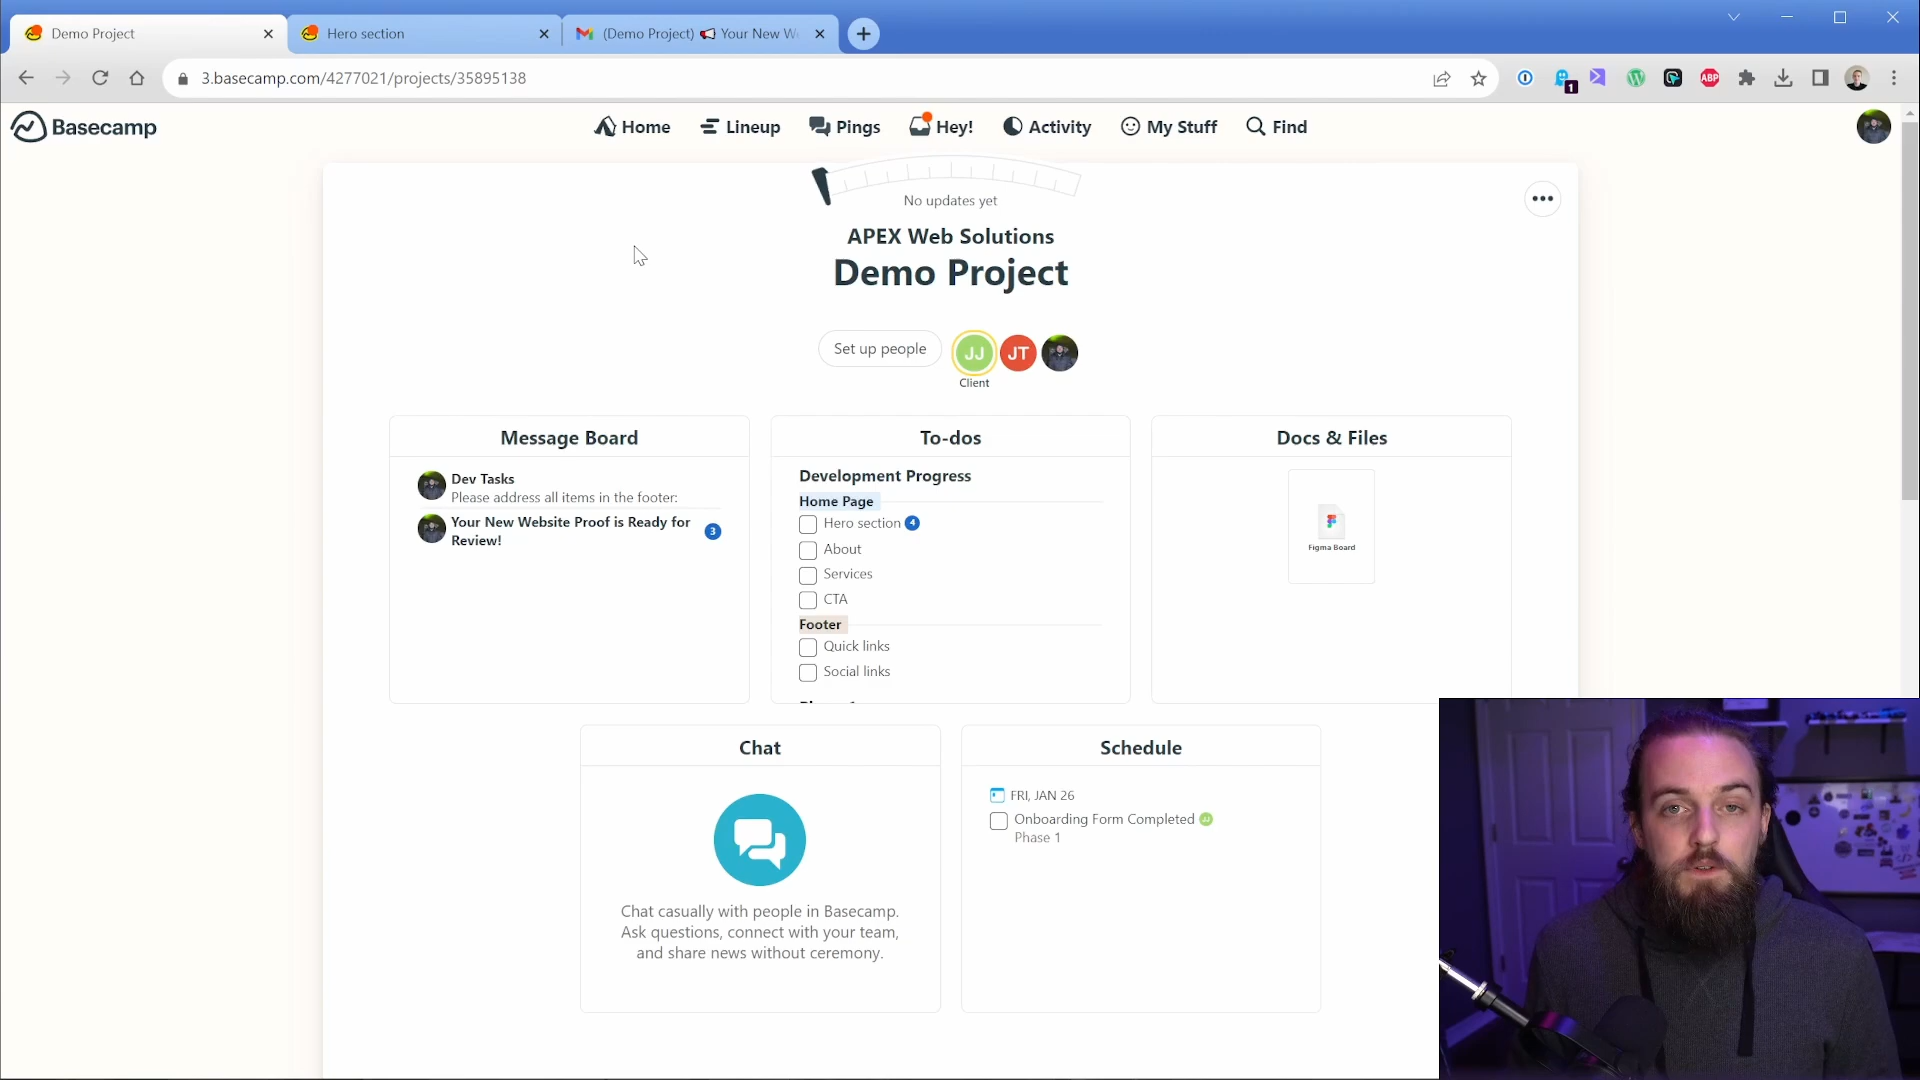 Demo Project
Hero section
(Demo Project) 📢 Your New W
3.basecamp.com/4277021/projects/35895138
1
ABP
Basecamp
Home
Lineup
Pings
Hey!
Activity
My Stuff
Find
No updates yet
APEX Web Solutions
Demo Project
Set up people
JJ
JT
Client
Message Board
Dev Tasks
Please address all items in the footer:
Your New Website Proof is Ready for
Review!
3
To-dos
Development Progress
Home Page
Hero section 4
About
Services
CTA
Footer
Quick links
Social links
Docs & Files
Figma Board
Chat
Chat casually with people in Basecamp.
Ask questions, connect with your team,
and share news without ceremony.
Schedule
FRI, JAN 26
Onboarding Form Completed
Phase 1